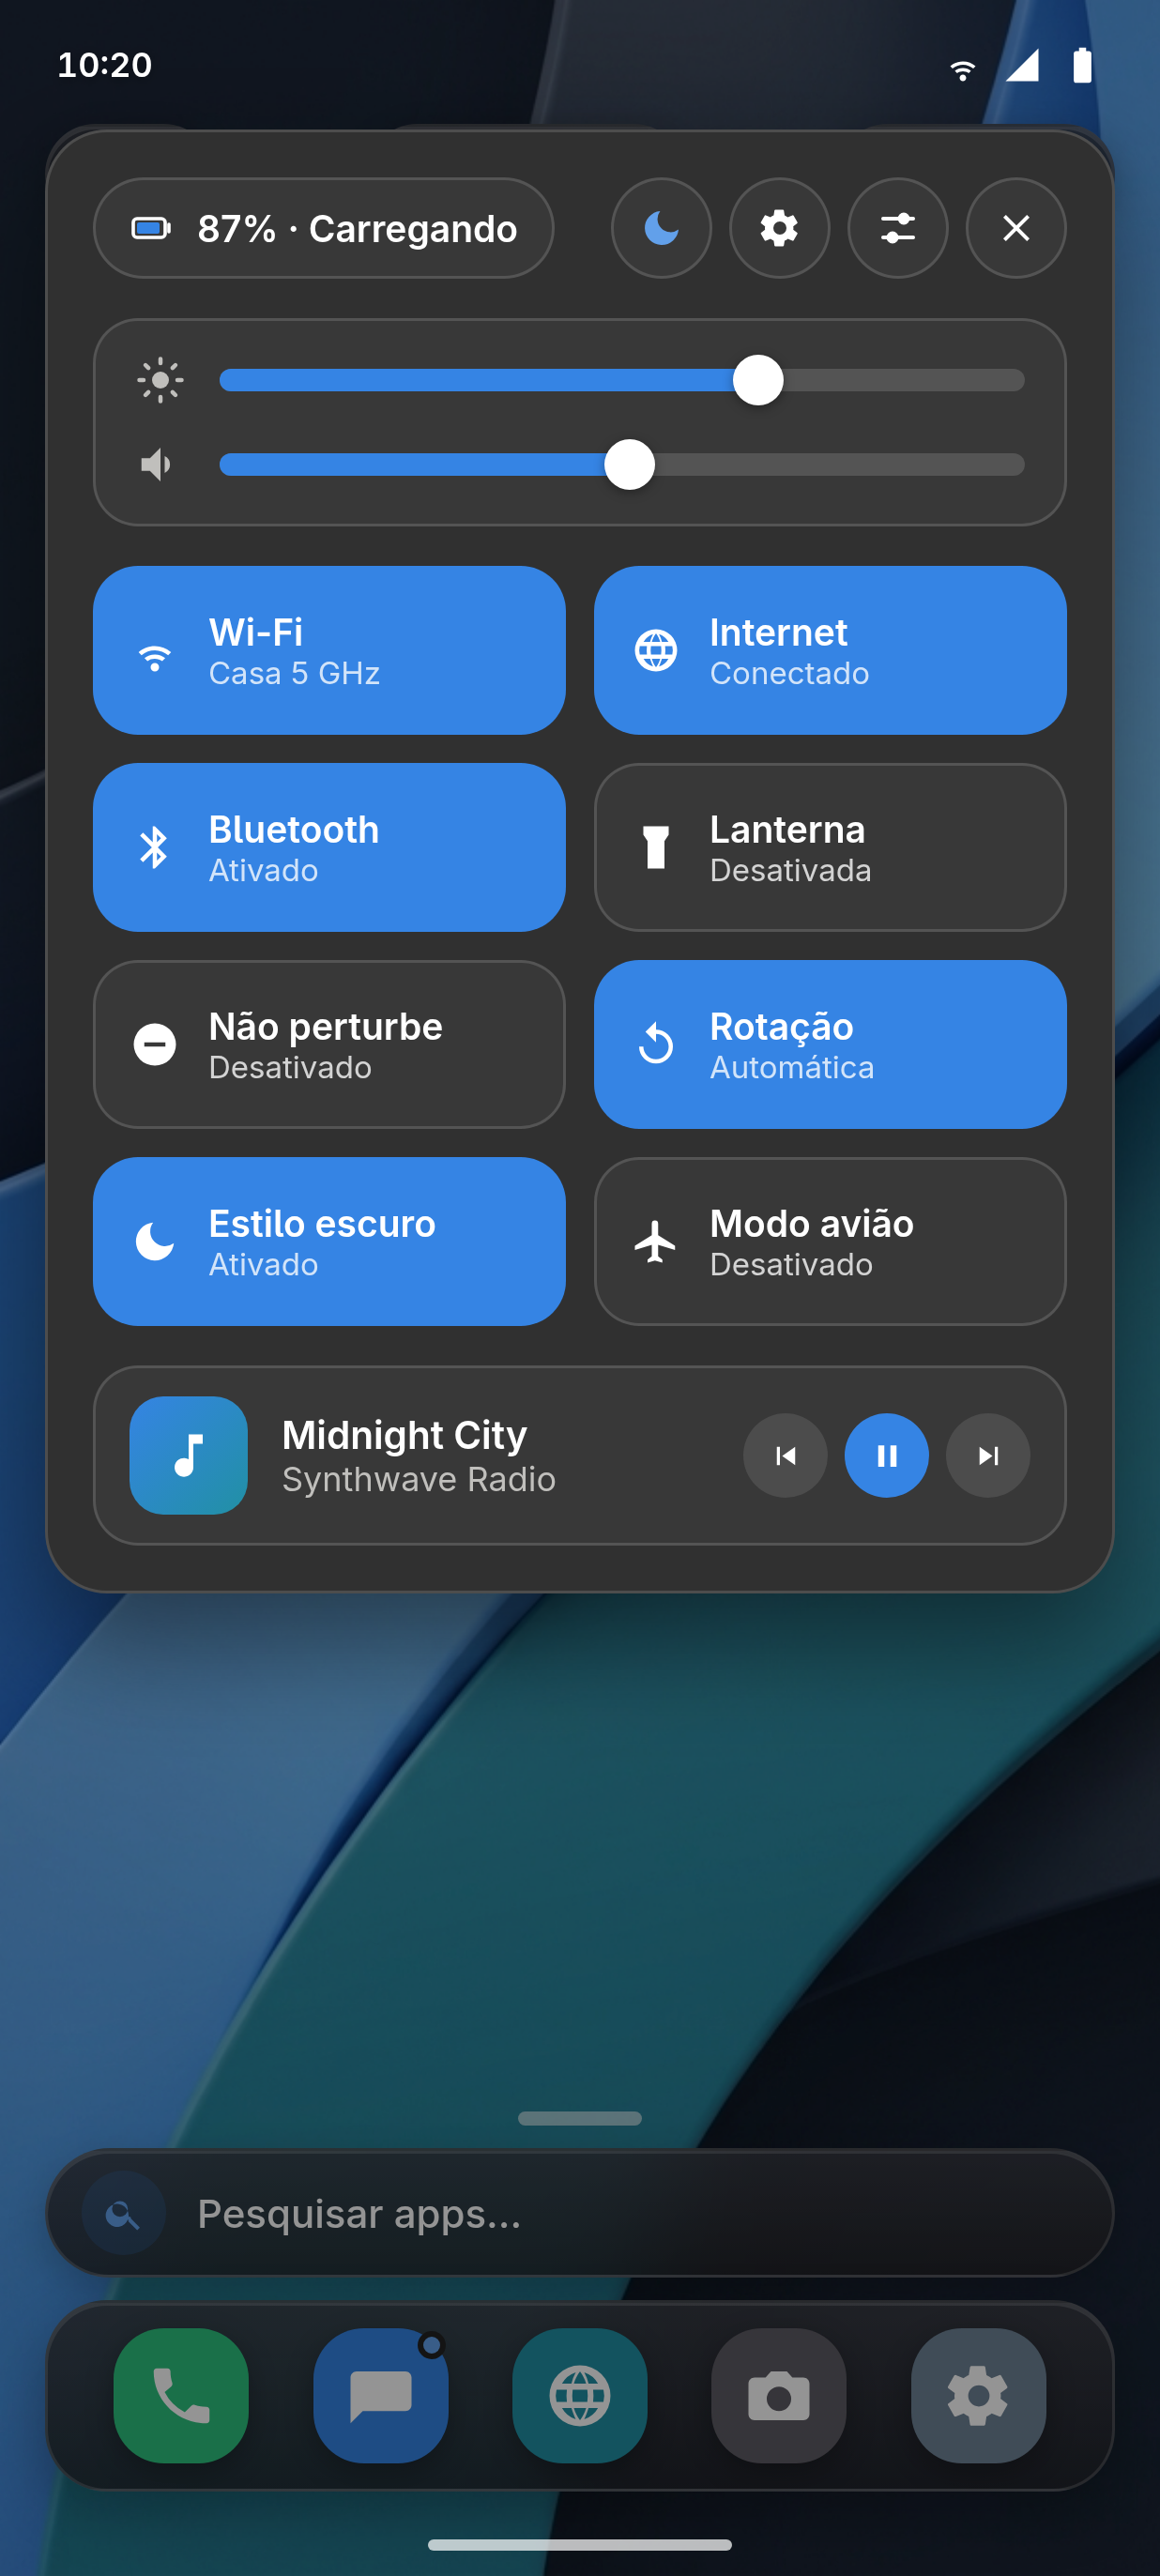 10:20
87% · Carregando
Wi-Fi
Casa 5 GHz
Internet
Conectado
Bluetooth
Ativado
Lanterna
Desativada
Não perturbe
Desativado
Rotação
Automática
Estilo escuro
Ativado
Modo avião
Desativado
Midnight City
Synthwave Radio
Pesquisar apps...